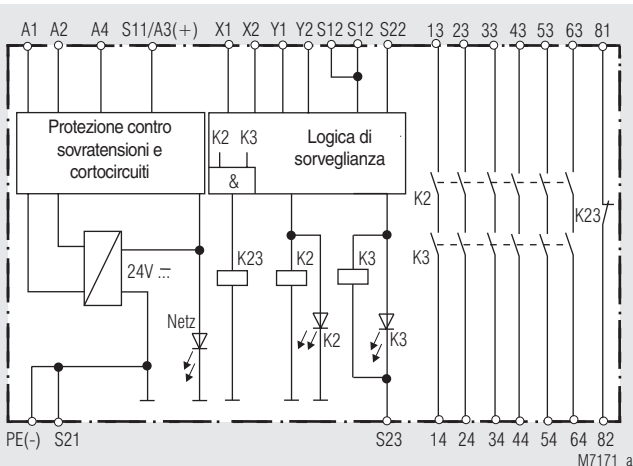 A1 A2 A4 S11/A3(+) X1 X2 Y1 Y2 S12 S12 S22 13 23 33 43 53 63 81
Protezione contro
sovratensioni e
cortocircuiti
K2 K3
&
Logica di
sorveglianza
K2
K23
K3
24V
K23
K2
K3
Netz
K2
K3
PE(-) S21 S23 14 24 34 44 54 64 82
M7171_a